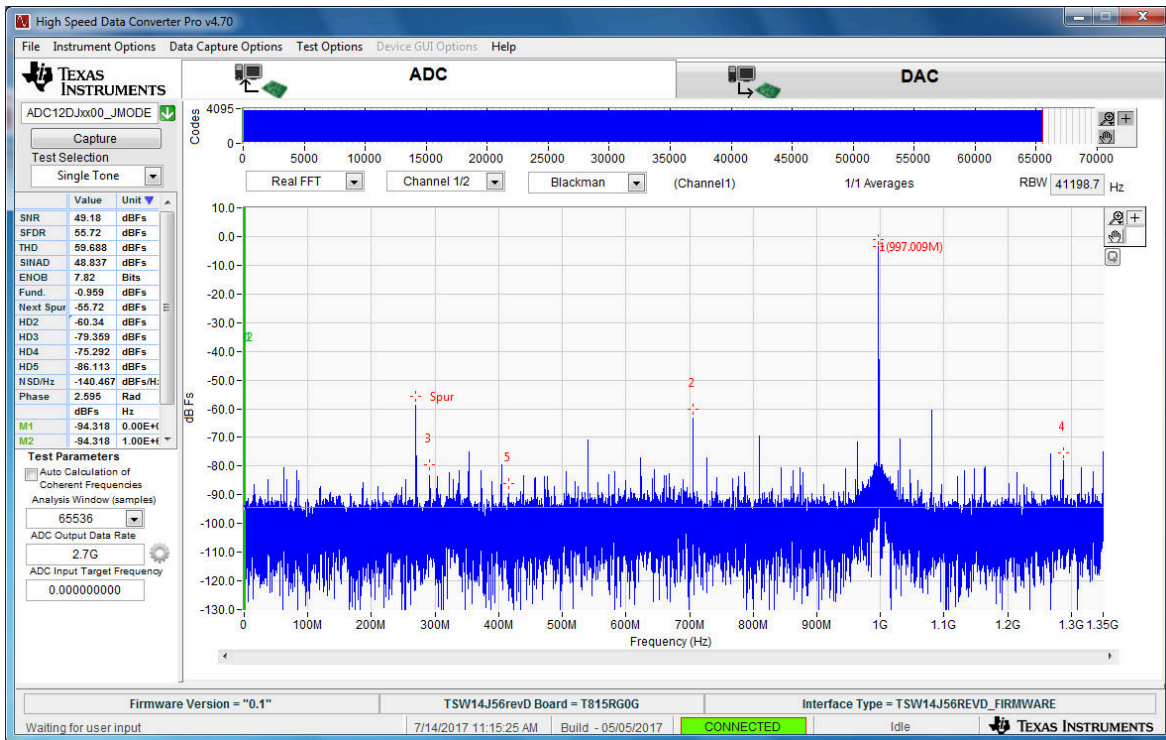 High Speed Data Converter Pro v4.70
File Instrument Options Data Capture Options Test Options Device GUI Options Help
TEXAS INSTRUMENTS
ADC
DAC
ADC12DJxx00_JMODE
Capture
Test Selection
Single Tone
Codes
4095
0
0 5000 10000 15000 20000 25000 30000 35000 40000 45000 50000 55000 60000 65000 70000
Real FFT Channel 1/2 Blackman (Channel1) 1/1 Averages RBW 41198.7 Hz
Value Unit
SNR 49.18 dBFs
SFDR 55.72 dBFs
THD 59.688 dBFs
SINAD 48.837 dBFs
ENOB 7.82 Bits
Fund. -0.959 dBFs
Next Spur -55.72 dBFs
HD2 -60.34 dBFs
HD3 -79.359 dBFs
HD4 -75.292 dBFs
HD5 -86.113 dBFs
NSD/Hz -140.467 dBFs/H
Phase 2.595 Rad
dBFs Hz
M1 -94.318 0.00E+(
M2 -94.318 1.00E+(
Test Parameters
Auto Calculation of
Coherent Frequencies
Analysis Window (samples)
65536
ADC Output Data
Rate
2.7G
ADC Input Target Frequency
0.000000000
dB Fs
10.0
0.0
-10.0
-20.0
-30.0
-40.0
-50.0
-60.0
-70.0
-80.0
-90.0
-100.0
-110.0
-120.0
-130.0
1(997.009M)
2
Spur
3
5
2
4
0 100M 200M 300M 400M 500M 600M 700M 800M 900M 1G 1.1G 1.2G 1.3G 1.35G
Frequency (Hz)
Firmware Version = "0.1" TSW14J56revD Board = T815RG0G Interface Type = TSW14J56REVD_FIRMWARE
Waiting for user input 7/14/2017 11:15:25 AM Build - 05/05/2017 CONNECTED Idle TEXAS INSTRUMENTS